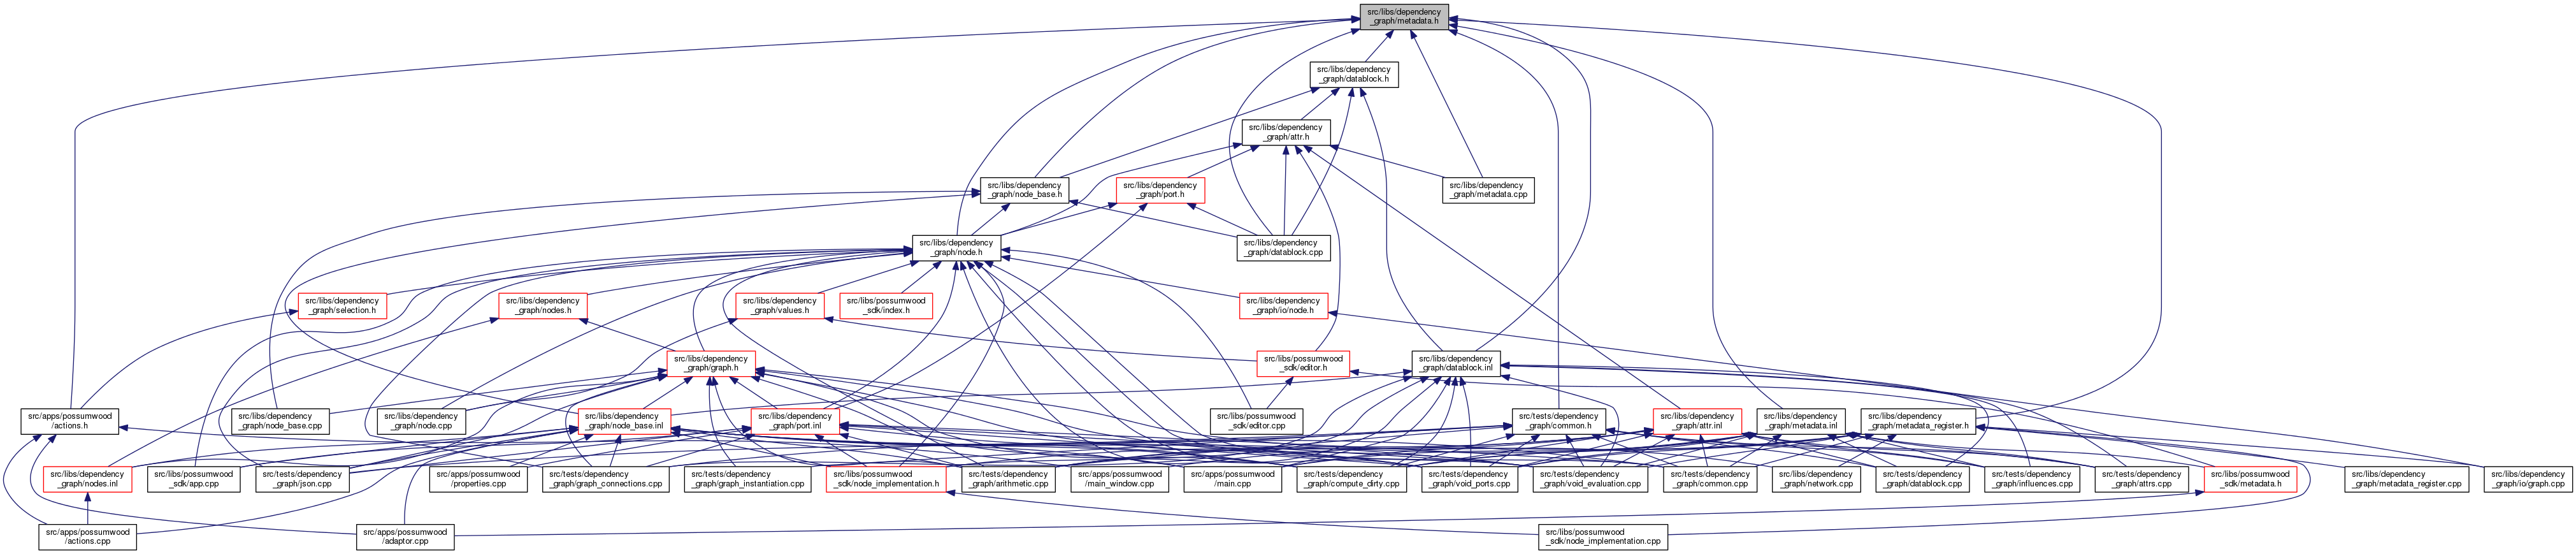 src/libs/dependency
_graph/metadata.h
src/libs/dependency
_graph/datablock.h
src/libs/dependency
_graph/attr.h
src/libs/dependency
_graph/node_base.h
src/libs/dependency
_graph/port.h
src/libs/dependency
_graph/metadata.cpp
src/libs/dependency
_graph/node.h
src/libs/dependency
_graph/datablock.cpp
src/libs/dependency
_graph/selection.h
src/libs/dependency
_graph/nodes.h
src/libs/dependency
_graph/values.h
src/libs/possumwood
_sdk/index.h
src/libs/dependency
_graph/io/node.h
src/libs/dependency
_graph/graph.h
src/libs/possumwood
_sdk/editor.h
src/libs/dependency
_graph/datablock.inl
src/apps/possumwood
/actions.h
src/libs/dependency
_graph/node_base.cpp
src/libs/dependency
_graph/node.cpp
src/libs/dependency
_graph/node_base.inl
src/libs/dependency
_graph/port.inl
src/libs/possumwood
_sdk/editor.cpp
src/tests/dependency
_graph/common.h
src/libs/dependency
_graph/attr.inl
src/libs/dependency
_graph/metadata.inl
src/libs/dependency
_graph/metadata_register.h
src/libs/dependency
_graph/nodes.inl
src/libs/possumwood
_sdk/app.cpp
src/tests/dependency
_graph/json.cpp
src/apps/possumwood
/properties.cpp
src/tests/dependency
_graph/graph_connections.cpp
src/tests/dependency
_graph/graph_instantiation.cpp
src/libs/possumwood
_sdk/node_implementation.h
src/tests/dependency
_graph/arithmetic.cpp
src/apps/possumwood
/main_window.cpp
src/apps/possumwood
/main.cpp
src/tests/dependency
_graph/compute_dirty.cpp
src/tests/dependency
_graph/void_ports.cpp
src/tests/dependency
_graph/void_evaluation.cpp
src/tests/dependency
_graph/common.cpp
src/libs/dependency
_graph/network.cpp
src/tests/dependency
_graph/datablock.cpp
src/tests/dependency
_graph/influences.cpp
src/tests/dependency
_graph/attrs.cpp
src/libs/possumwood
_sdk/metadata.h
src/libs/dependency
_graph/metadata_register.cpp
src/libs/dependency
_graph/io/graph.cpp
src/apps/possumwood
/actions.cpp
src/apps/possumwood
/adaptor.cpp
src/libs/possumwood
_sdk/node_implementation.cpp